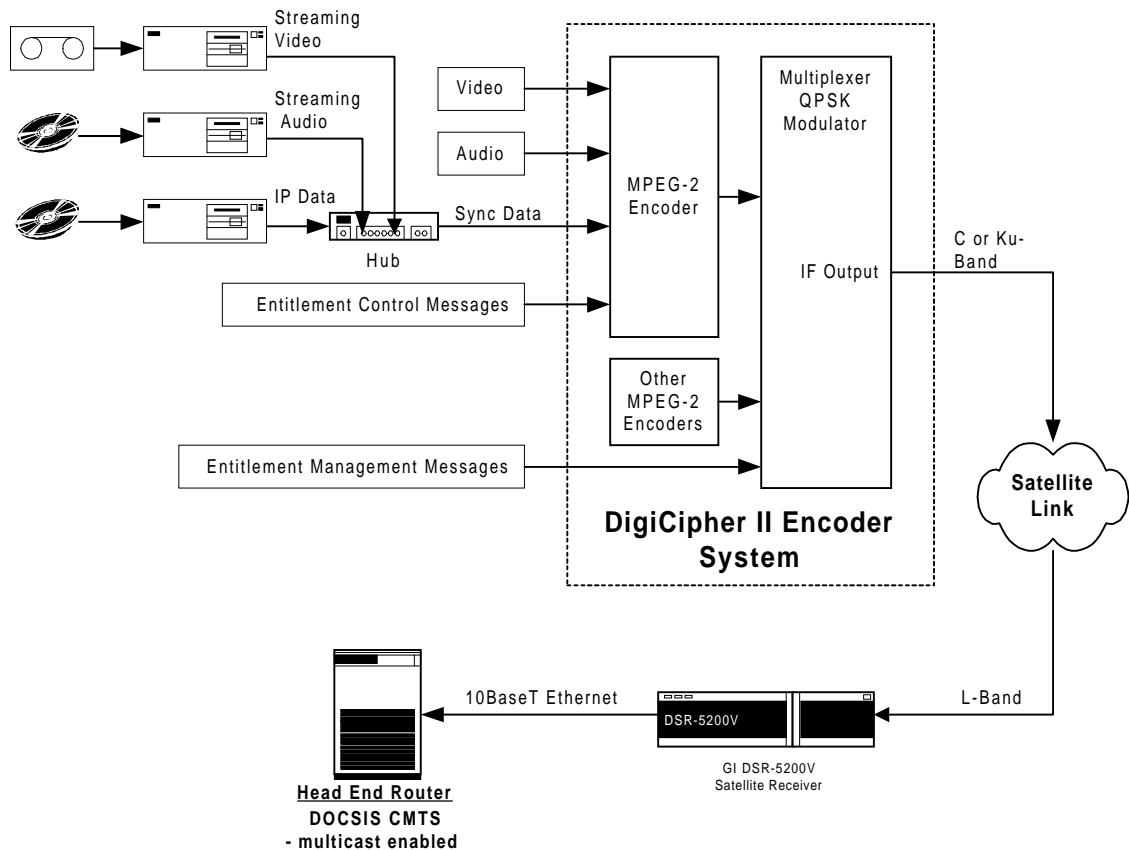 Streaming
Video
Streaming
Audio
IP Data
Hub
Sync Data
Video
Audio
Entitlement Control Messages
Entitlement Management Messages
MPEG-2
Encoder
Other
MPEG-2
Encoders
Multiplexer
QPSK
Modulator
IF Output
DigiCipher II Encoder
System
C or Ku-
Band
Satellite
Link
L-Band
DSR-5200V
GI DSR-5200V
Satellite Receiver
10BaseT Ethernet
Head End Router
DOCSIS CMTS
- multicast enabled